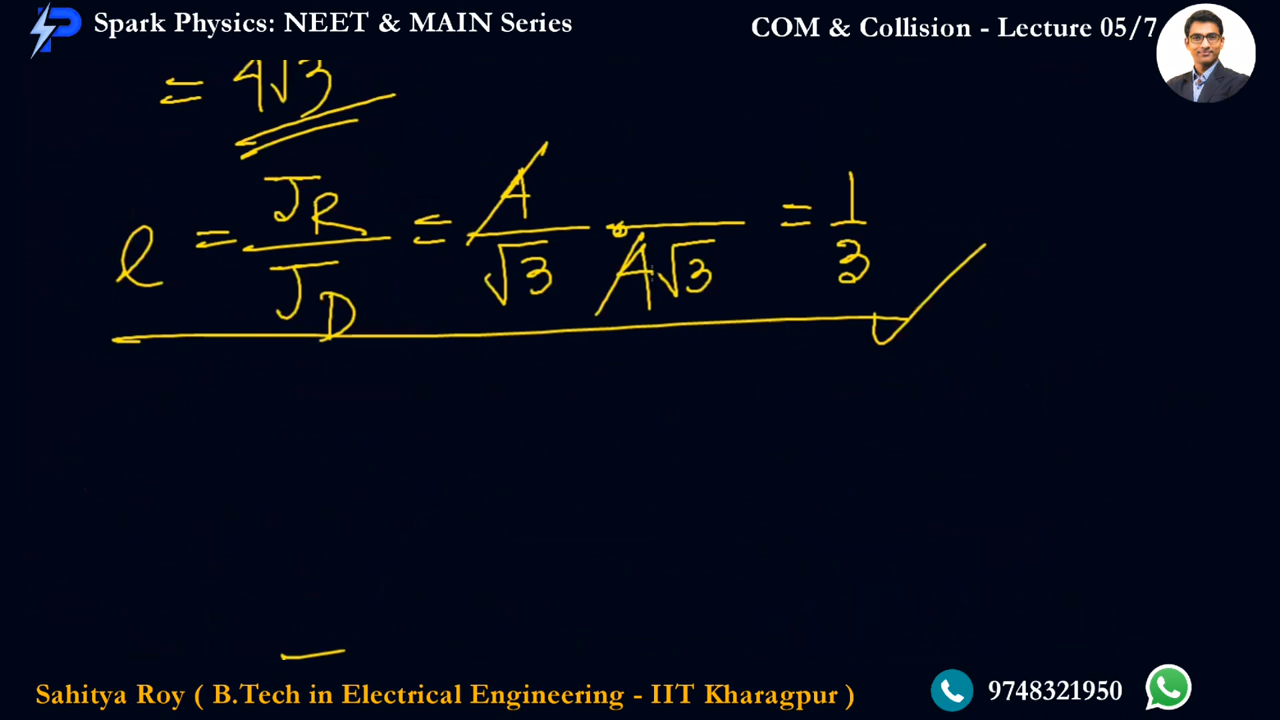 Spark Physics: NEET & MAIN Series
COM & Collision - Lecture 05/7
= 4√3
e = J_R / J_D = A / √3 · / A√3 = 1/3
Sahitya Roy ( B.Tech in Electrical Engineering - IIT Kharagpur )
9748321950